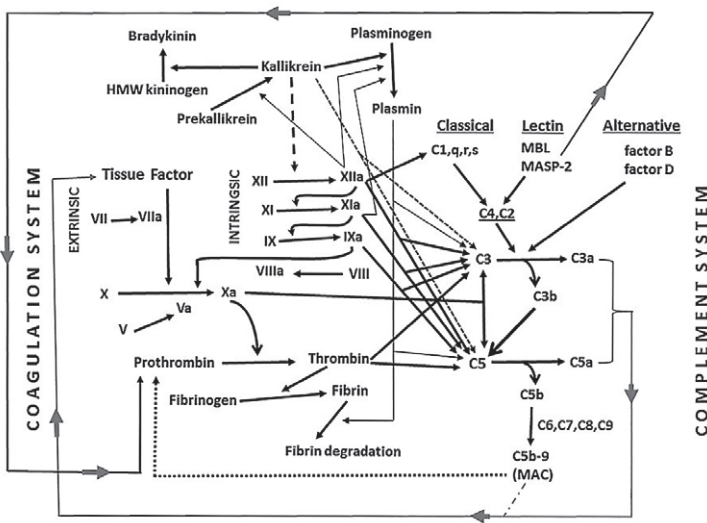 Plasminogen
Bradykinin
Kallikrein
HMW kininogen
Prekallikrein
Plasmin
Classical
Lectin
Alternative
C1,q,r,s
MBL
MASP-2
factor B
factor D
COAGULATION SYSTEM
COMPLEMENT SYSTEM
EXTRINSIC
INTRINGSIC
Tissue Factor
VII
VIIa
XII
XIIa
XI
XIa
IX
IXa
VIIIa
VIII
C4,C2
C3
C3a
C3b
X
Xa
Va
V
Prothrombin
Thrombin
C5
C5a
C5b
Fibrinogen
Fibrin
Fibrin degradation
C6,C7,C8,C9
C5b-9
(MAC)